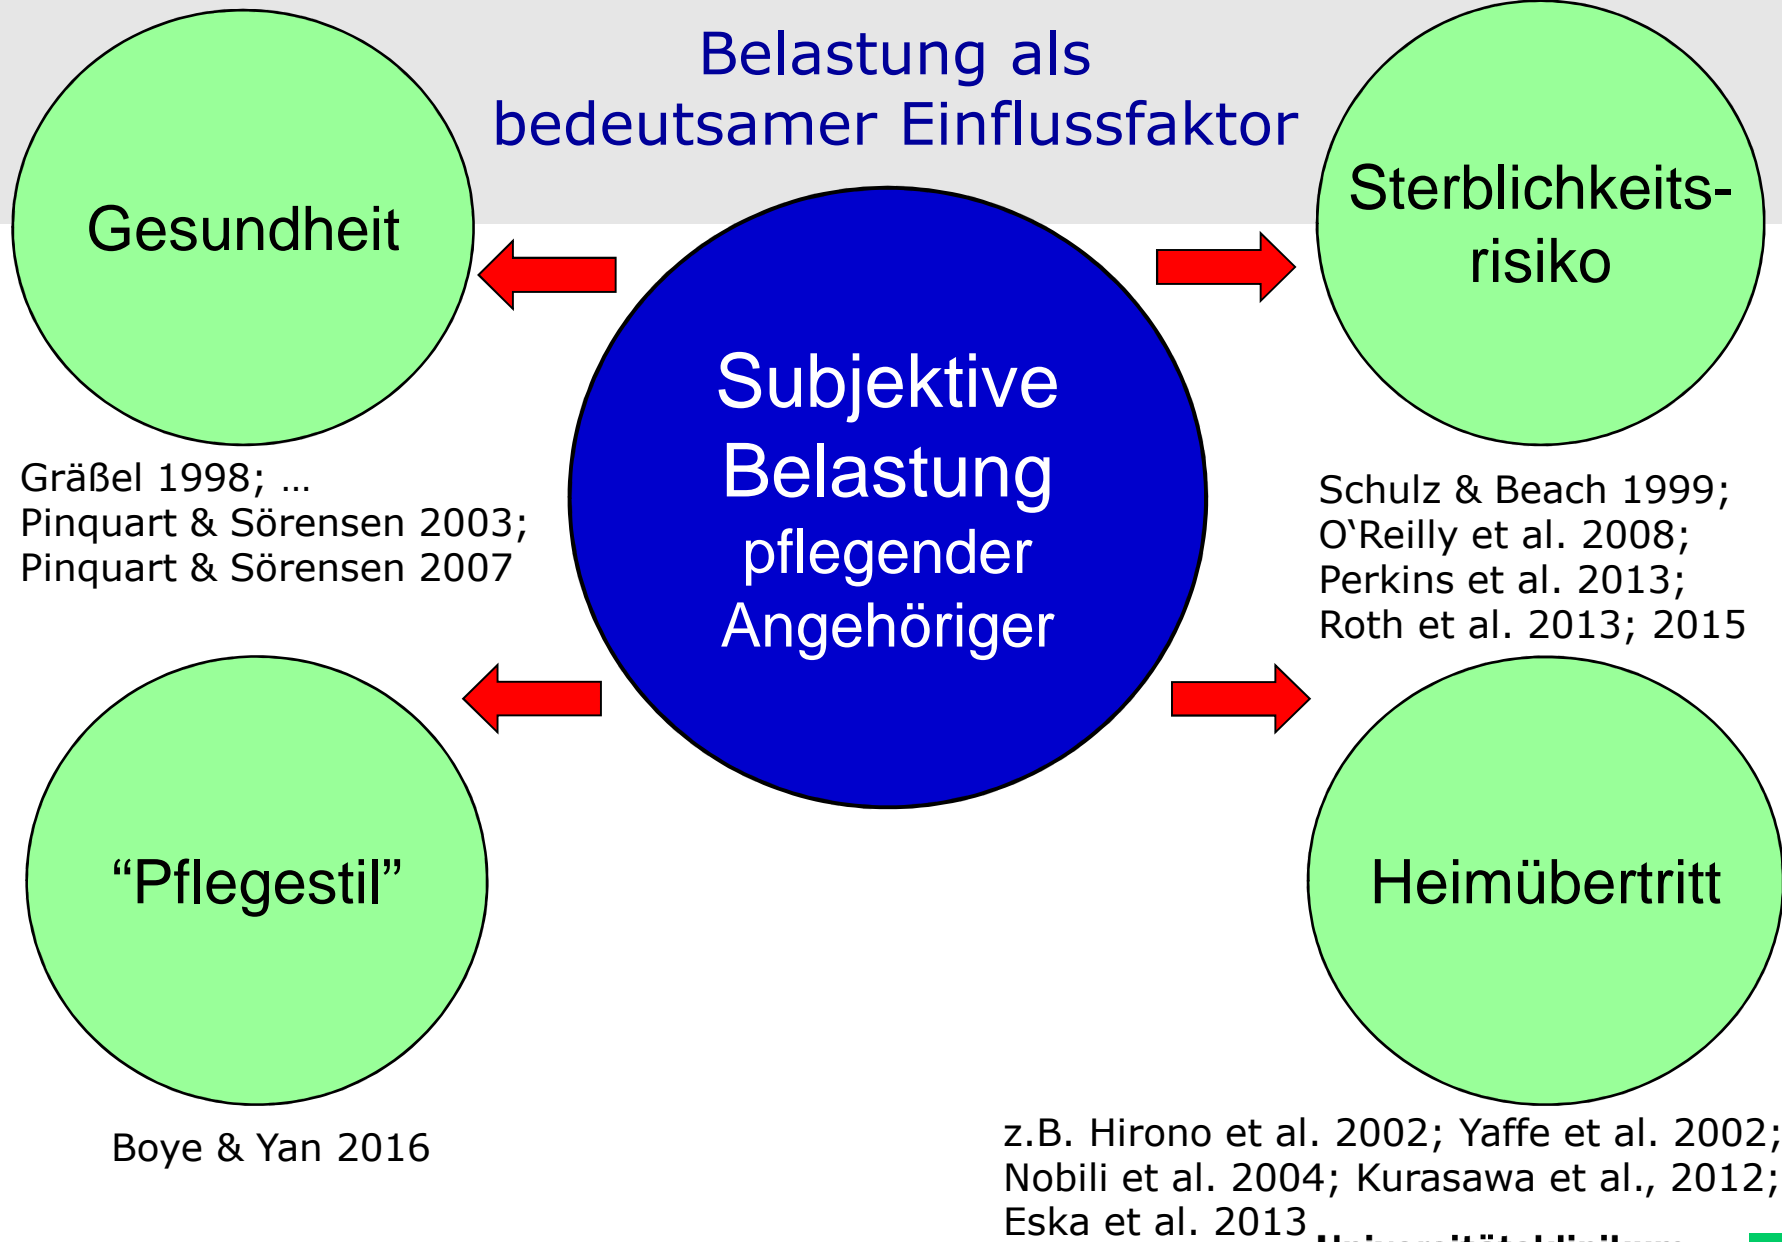 Belastung als
bedeutsamer Einflussfaktor
Gesundheit
Sterblichkeits-
risiko
Subjektive
Belastung
pflegender
Angehöriger
Gräßel 1998; …
Pinquart & Sörensen 2003;
Pinquart & Sörensen 2007
Schulz & Beach 1999;
O‘Reilly et al. 2008;
Perkins et al. 2013;
Roth et al. 2013; 2015
“Pflegestil”
Heimübertritt
Boye & Yan 2016
z.B. Hirono et al. 2002; Yaffe et al. 2002;
Nobili et al. 2004; Kurasawa et al., 2012;
Eska et al. 2013
Universitätsklinikum